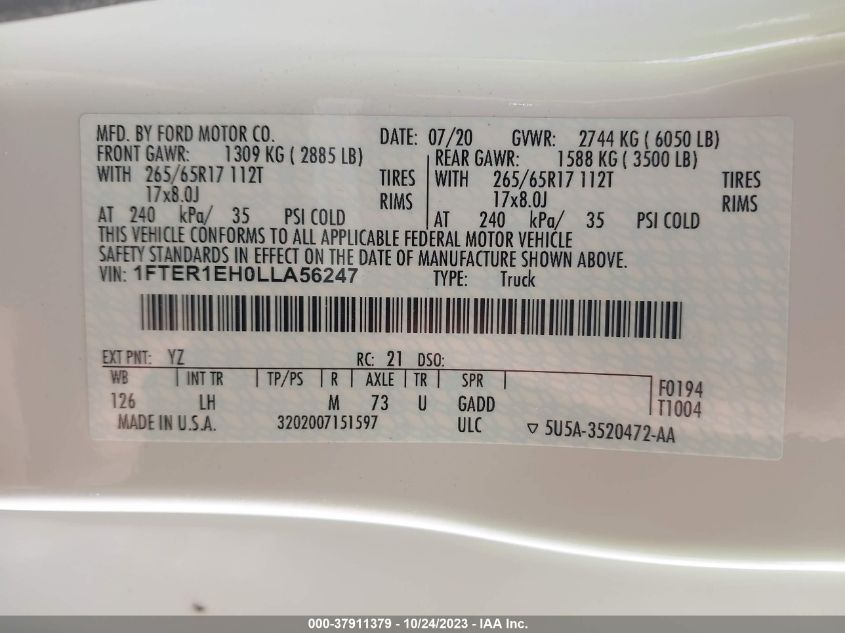 MFD. BY FORD MOTOR CO. DATE: 07/20 GVWR: 2744 KG ( 6050 LB)
FRONT GAWR: 1309 KG ( 2885 LB) REAR GAWR: 1588 KG ( 3500 LB)
WITH 265/65R17 112T TIRES WITH 265/65R17 112T TIRES
17x8.0J RIMS 17x8.0J RIMS
AT 240 kPa/ 35 PSI COLD AT 240 kPa/ 35 PSI COLD
THIS VEHICLE CONFORMS TO ALL APPLICABLE FEDERAL MOTOR VEHICLE
SAFETY STANDARDS IN EFFECT ON THE DATE OF MANUFACTURE SHOWN ABOVE.
VIN: 1FTER1EH0LLA56247 TYPE: Truck
EXT PNT: YZ RC: 21 DSO:
WB INT TR TP/PS R AXLE TR SPR F0194
126 LH M 73 U GADD T1004
MADE IN U.S.A. 3202007151597 ULC ▽ 5U5A-3520472-AA
000-37911379 - 10/24/2023 - IAA Inc.